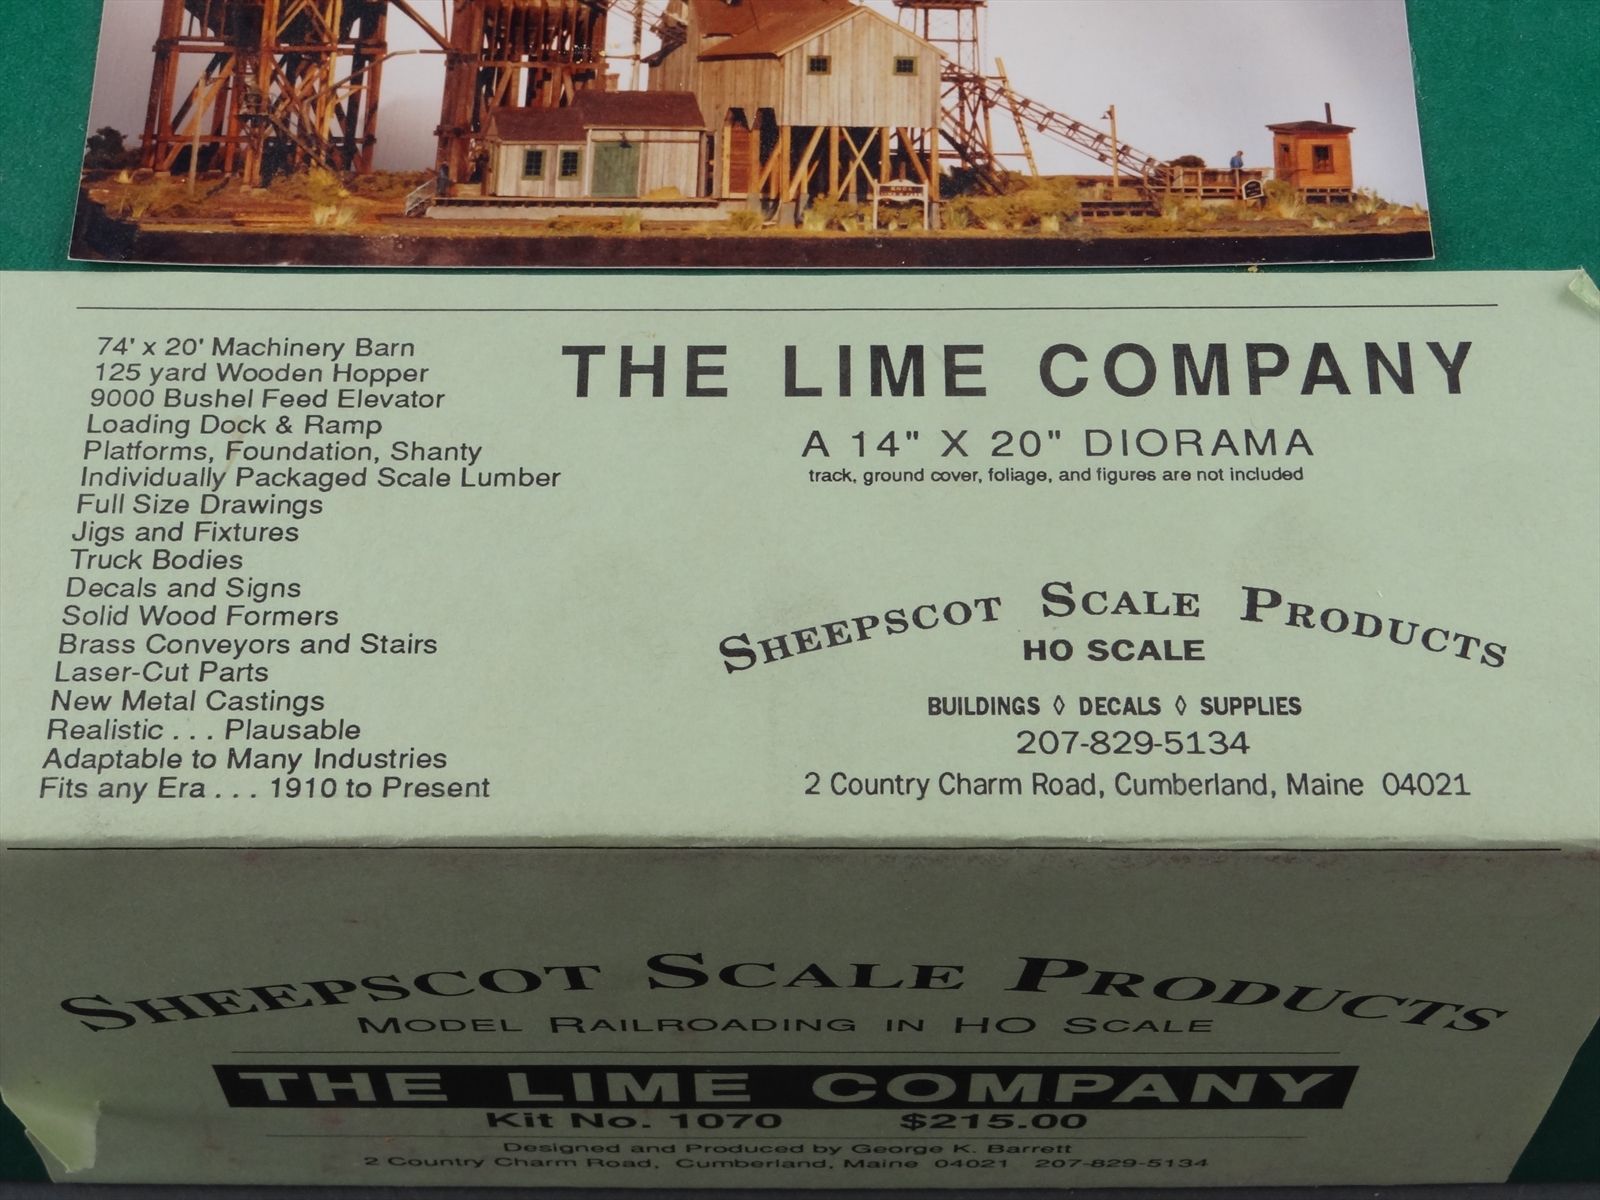 74' x 20' Machinery Barn
125 yard Wooden Hopper
9000 Bushel Feed Elevator
Loading Dock & Ramp
Platforms, Foundation, Shanty
Individually Packaged Scale Lumber
Full Size Drawings
Jigs and Fixtures
Truck Bodies
Decals and Signs
Solid Wood Formers
Brass Conveyors and Stairs
Laser-Cut Parts
New Metal Castings
Realistic . . . Plausable
Adaptable to Many Industries
Fits any Era . . . 1910 to Present
THE LIME COMPANY
A 14" X 20" DIORAMA
track, ground cover, foliage, and figures are not included
SHEEPSCOT SCALE PRODUCTS
HO SCALE
BUILDINGS ◊ DECALS ◊ SUPPLIES
207-829-5134
2 Country Charm Road, Cumberland, Maine 04021
SHEEPSCOT SCALE PRODUCTS
MODEL RAILROADING IN HO SCALE
THE LIME COMPANY
Kit No. 1070 $215.00
Designed and Produced by George K. Barrett
2 Country Charm Road, Cumberland, Maine 04021 207-829-5134